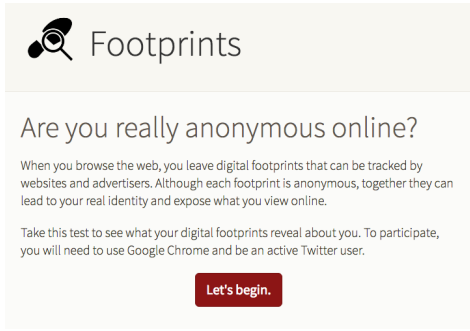 Footprints
Are you really anonymous online?
When you browse the web, you leave digital footprints that can be tracked by
websites and advertisers. Although each footprint is anonymous, together they can
lead to your real identity and expose what you view online.
Take this test to see what your digital footprints reveal about you. To participate,
you will need to use Google Chrome and be an active Twitter user.
Let's begin.